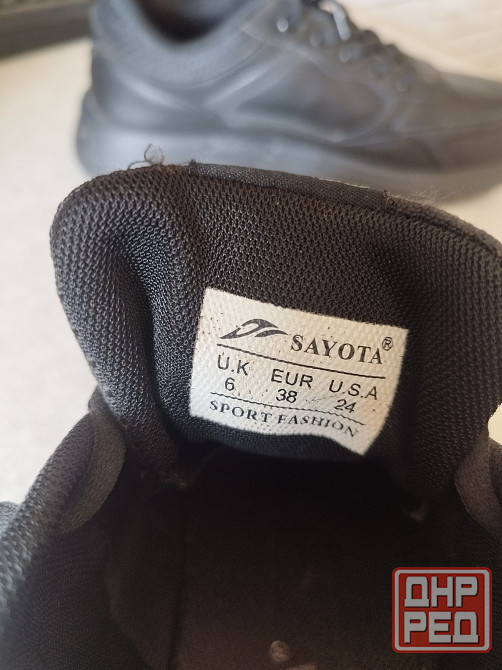 SAYOTA®
U.K EUR U.S.A
6 38 24
SPORT FASHION
ДНР
РЕД